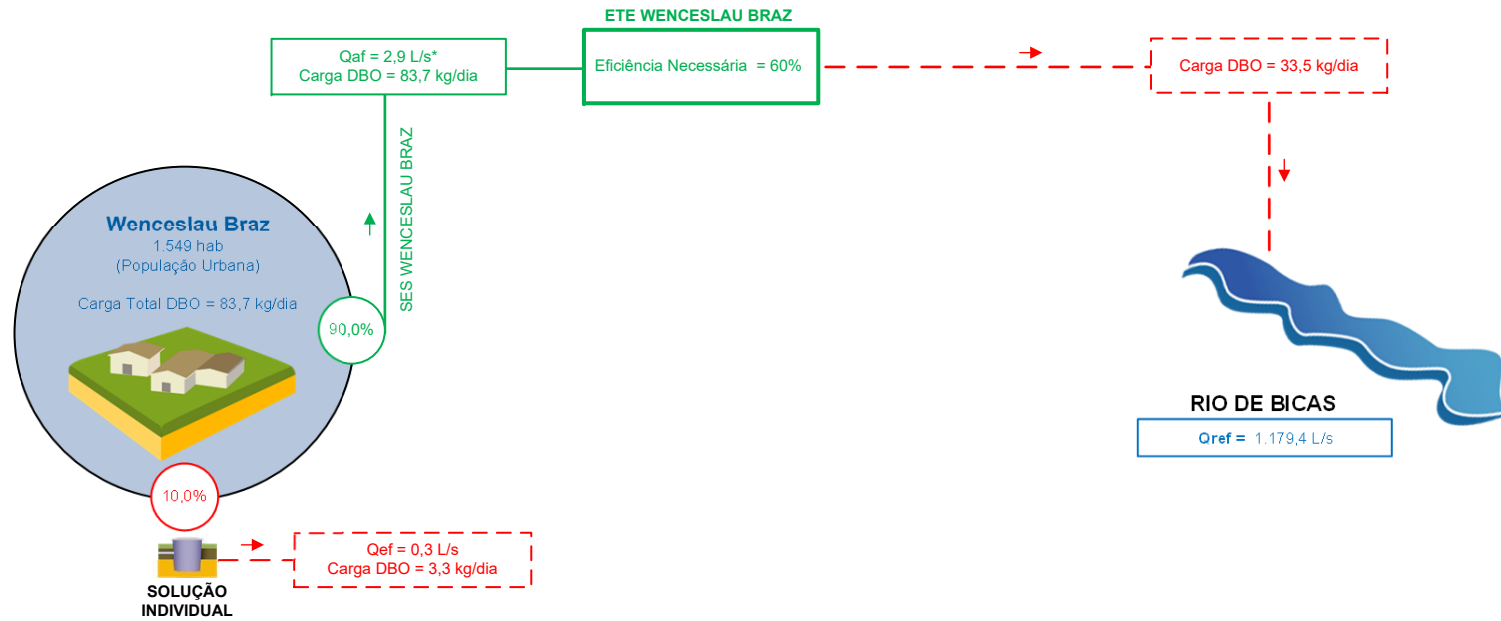 ETE WENCESLAU BRAZ
Qaf = 2,9 L/s*
Carga DBO = 83,7 kg/dia
Eficiência Necessária = 60%
Carga DBO = 33,5 kg/dia
SES WENCESLAU BRAZ
Wenceslau Braz
1.549 hab
(População Urbana)
Carga Total DBO = 83,7 kg/dia
90,0%
RIO DE BICAS
Qref = 1.179,4 L/s
10,0%
Qef = 0,3 L/s
Carga DBO = 3,3 kg/dia
SOLUÇÃO
INDIVIDUAL